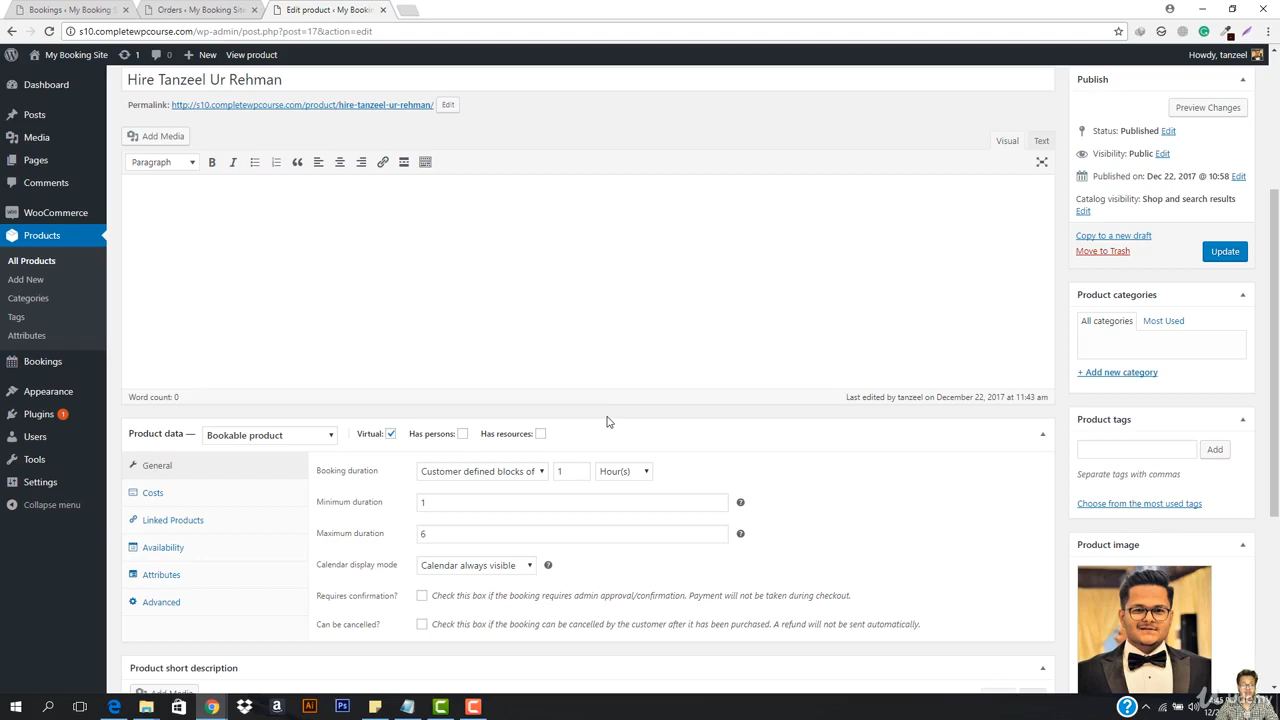 Bookings ‹ My Booking S
Orders ‹ My Booking Site
Edit product ‹ My Bookin
s10.completewpcourse.com/wp-admin/post.php?post=17&action=edit
My Booking Site
1
0
New
View product
Howdy, tanzeel
Dashboard
Posts
Media
Pages
Comments
WooCommerce
Products
All Products
Add New
Categories
Tags
Attributes
Bookings
Appearance
Plugins 1
Users
Tools
Settings
Collapse menu
Hire Tanzeel Ur Rehman
Permalink: http://s10.completewpcourse.com/product/hire-tanzeel-ur-rehman/ Edit
Add Media
Visual
Text
Paragraph
Word count: 0
Last edited by tanzeel on December 22, 2017 at 11:43 am
Product data — Bookable product
Virtual:
Has persons:
Has resources:
General
Costs
Linked Products
Availability
Attributes
Advanced
Booking duration
Customer defined blocks of
1
Hour(s)
Minimum duration
1
Maximum duration
6
Calendar display mode
Calendar always visible
Requires confirmation?
Check this box if the booking requires admin approval/confirmation. Payment will not be taken during checkout.
Can be cancelled?
Check this box if the booking can be cancelled by the customer after it has been purchased. A refund will not be sent automatically.
Product short description
Add Media
Publish
Preview Changes
Status: Published Edit
Visibility: Public Edit
Published on: Dec 22, 2017 @ 10:58 Edit
Catalog visibility: Shop and search results
Edit
Copy to a new draft
Move to Trash
Update
Product categories
All categories
Most Used
+ Add new category
Product tags
Add
Separate tags with commas
Choose from the most used tags
Product image